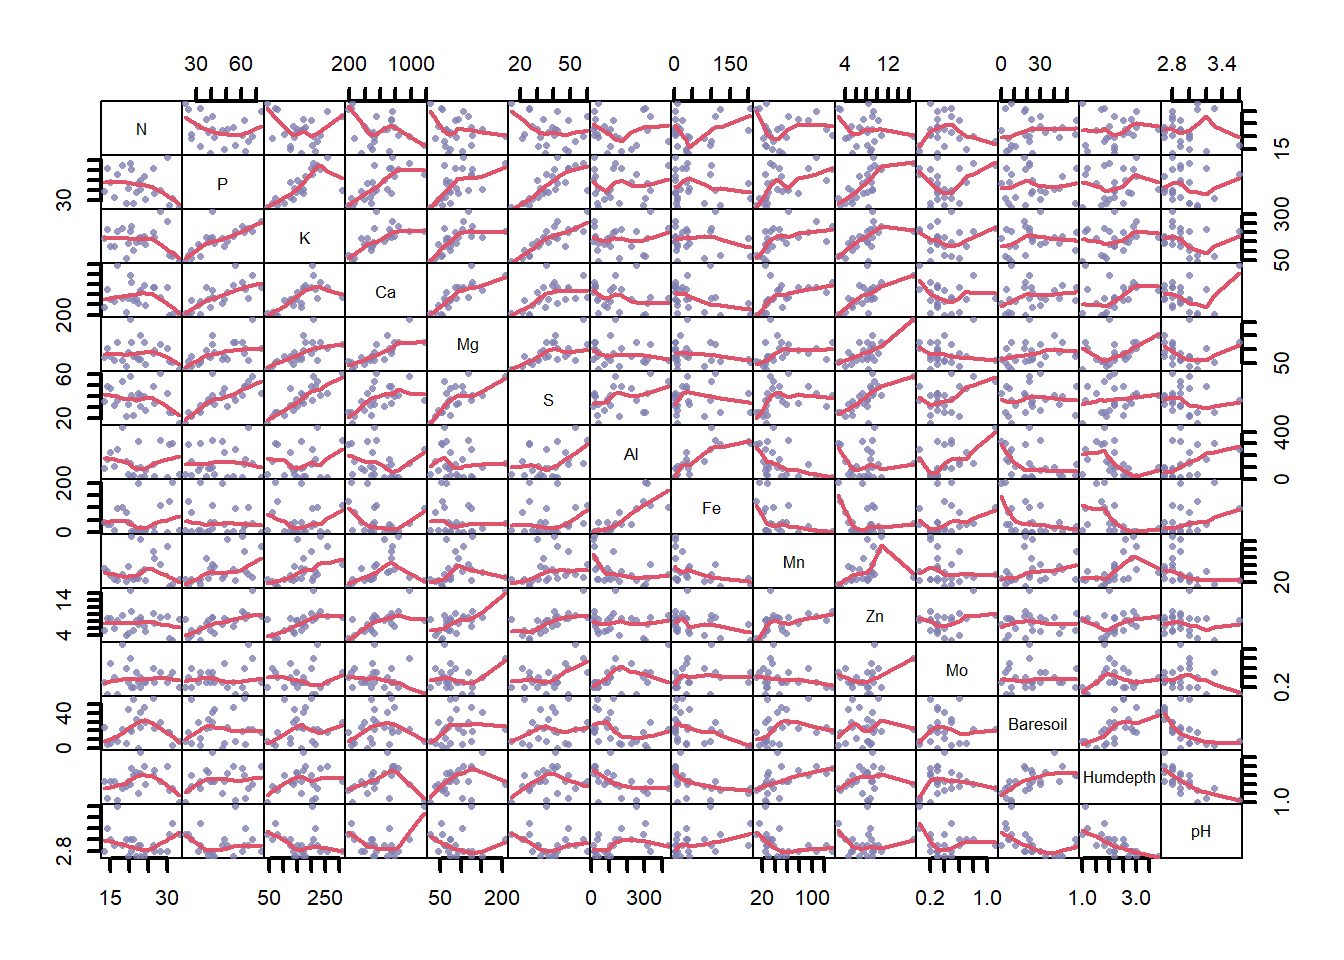 30 60 200 1000 20 50 0 150 4 12 0 30 2.8 3.4
N 15
30 P
K 50 300
200 Ca
Mg 50
20 60 S
Al 0 400
0 200 Fe
Mn 20
4 14 Zn
Mo 0.2
0 40 Baresoil
Humdepth 1.0
2.8 pH
15 30 50 250 50 200 0 300 20 100 0.2 1.0 1.0 3.0